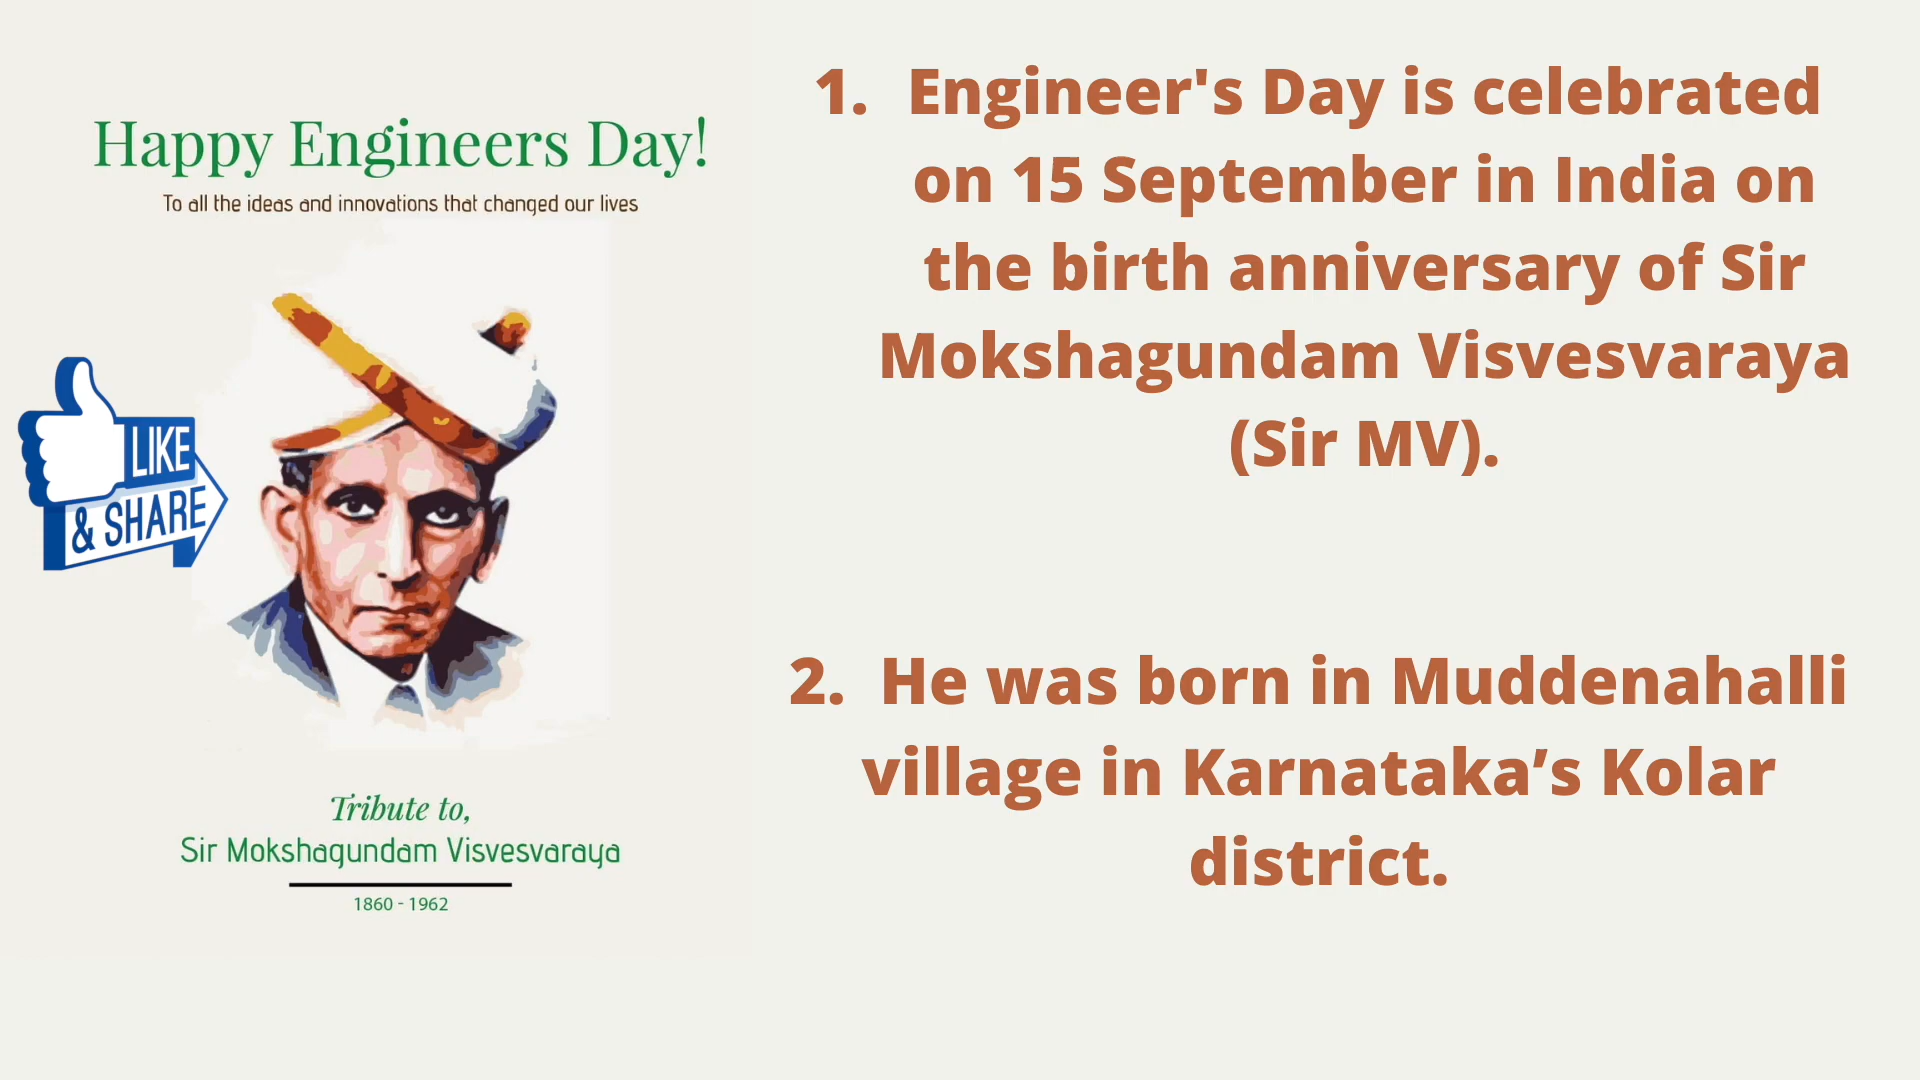 Happy Engineers Day!
To all the ideas and innovations that changed our lives
LIKE
& SHARE
Tribute to,
Sir Mokshagundam Visvesvaraya
1860 - 1962
1. Engineer's Day is celebrated
on 15 September in India on
the birth anniversary of Sir
Mokshagundam Visvesvaraya
(Sir MV).
2. He was born in Muddenahalli
village in Karnataka’s Kolar
district.